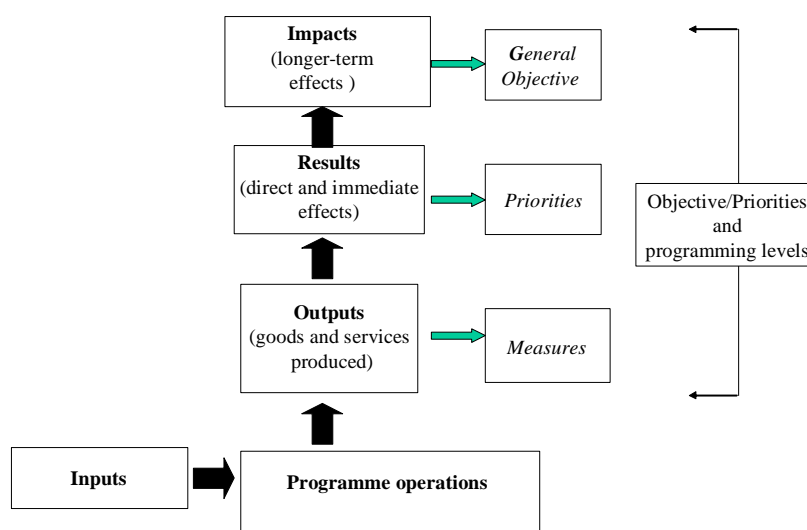 Impacts
(longer-term
effects )
General
Objective
Results
(direct and immediate
effects)
Priorities
Objective/Priorities
and
programming levels
Outputs
(goods and services
produced)
Measures
Inputs
Programme operations